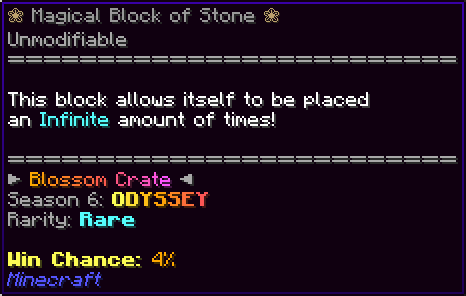 ❀ Magical Block of Stone ❀
Unmodifiable
================================
This block allows itself to be placed
an Infinite amount of times!
================================
► Blossom Crate ◄
Season 6: ODYSSEY
Rarity: Rare
Win Chance: 4%
Minecraft